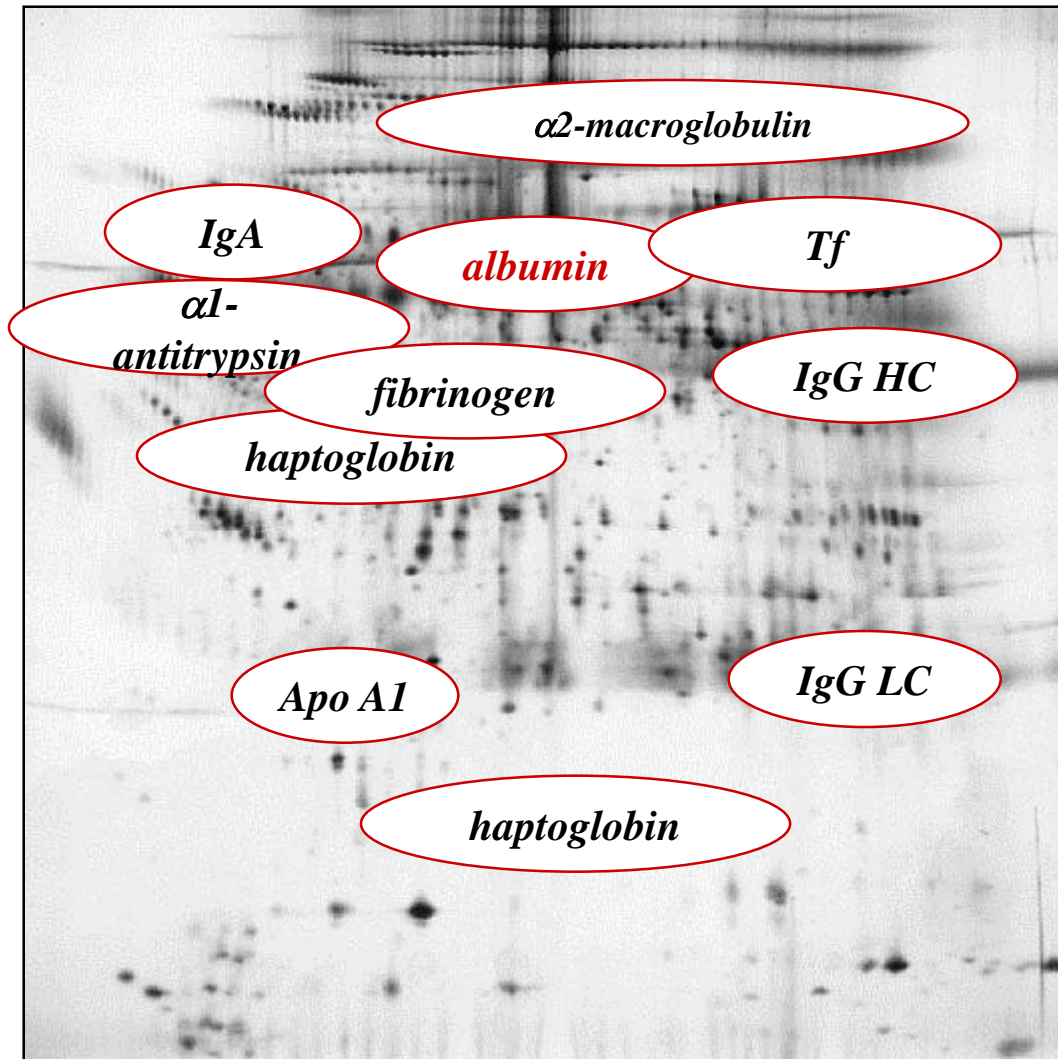 α2-macroglobulin
IgA
albumin
Tf
α1-
antitrypsin
fibrinogen
IgG HC
haptoglobin
Apo A1
IgG LC
haptoglobin